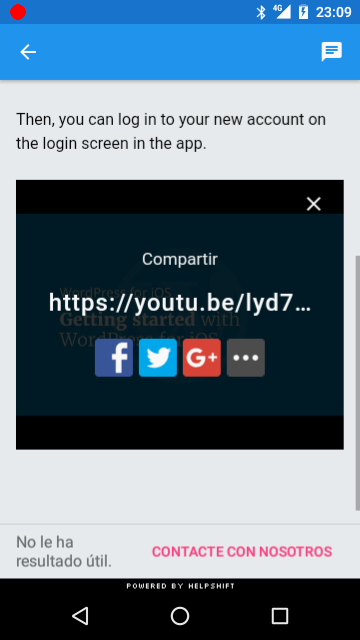 4G 23:09
Then, you can log in to your new account on
the login screen in the app.
Compartir
WordPress for iOS
https://youtu.be/lyd7...
Getting started with
WordPress for iOS
No le ha
resultado útil.
CONTACTE CON NOSOTROS
POWERED BY HELPSHIFT